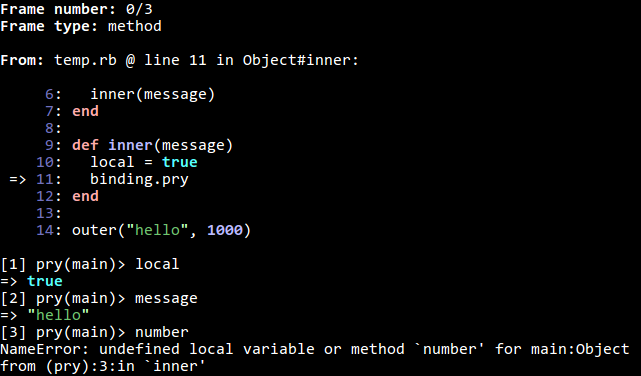 Frame number: 0/3
Frame type: method
From: temp.rb @ line 11 in Object#inner:
6:   inner(message)
7: end
8:
9: def inner(message)
10:   local = true
=> 11:   binding.pry
12: end
13:
14: outer("hello", 1000)
[1] pry(main)> local
=> true
[2] pry(main)> message
=> "hello"
[3] pry(main)> number
NameError: undefined local variable or method `number' for main:Object
from (pry):3:in `inner'